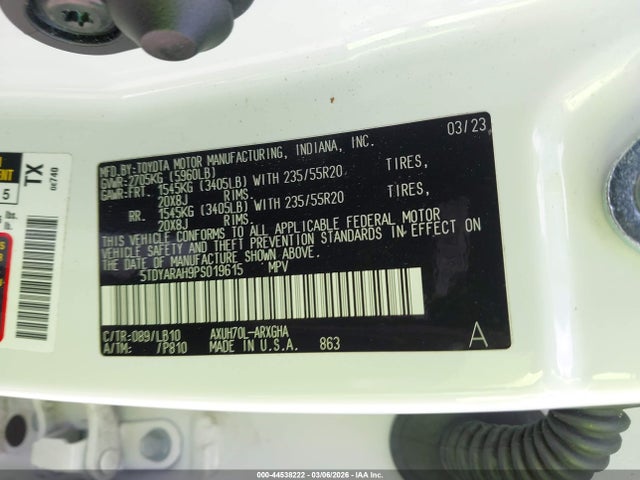 03/23
MFD.BY:TOYOTA MOTOR MANUFACTURING, INDIANA, INC.
GVWR:2705KG (5960LB)
GAWR:FRT. 1545KG (3405LB) WITH 235/55R20 TIRES,
20X8J RIMS.
RR. 1545KG (3405LB) WITH 235/55R20 TIRES,
20X8J RIMS.
THIS VEHICLE CONFORMS TO ALL APPLICABLE FEDERAL MOTOR
VEHICLE SAFETY AND THEFT PREVENTION STANDARDS IN EFFECT ON
THE DATE OF MANUFACTURE SHOWN ABOVE.
5TDYARAH9PS019615 MPV
C/TR:089/LB10 AXUH70L-ARXGHA
A/TM: /P810 MADE IN U.S.A. 863
A
TX
0E740
5
lbs.
000-44538222 - 03/06/2026 - IAA Inc.